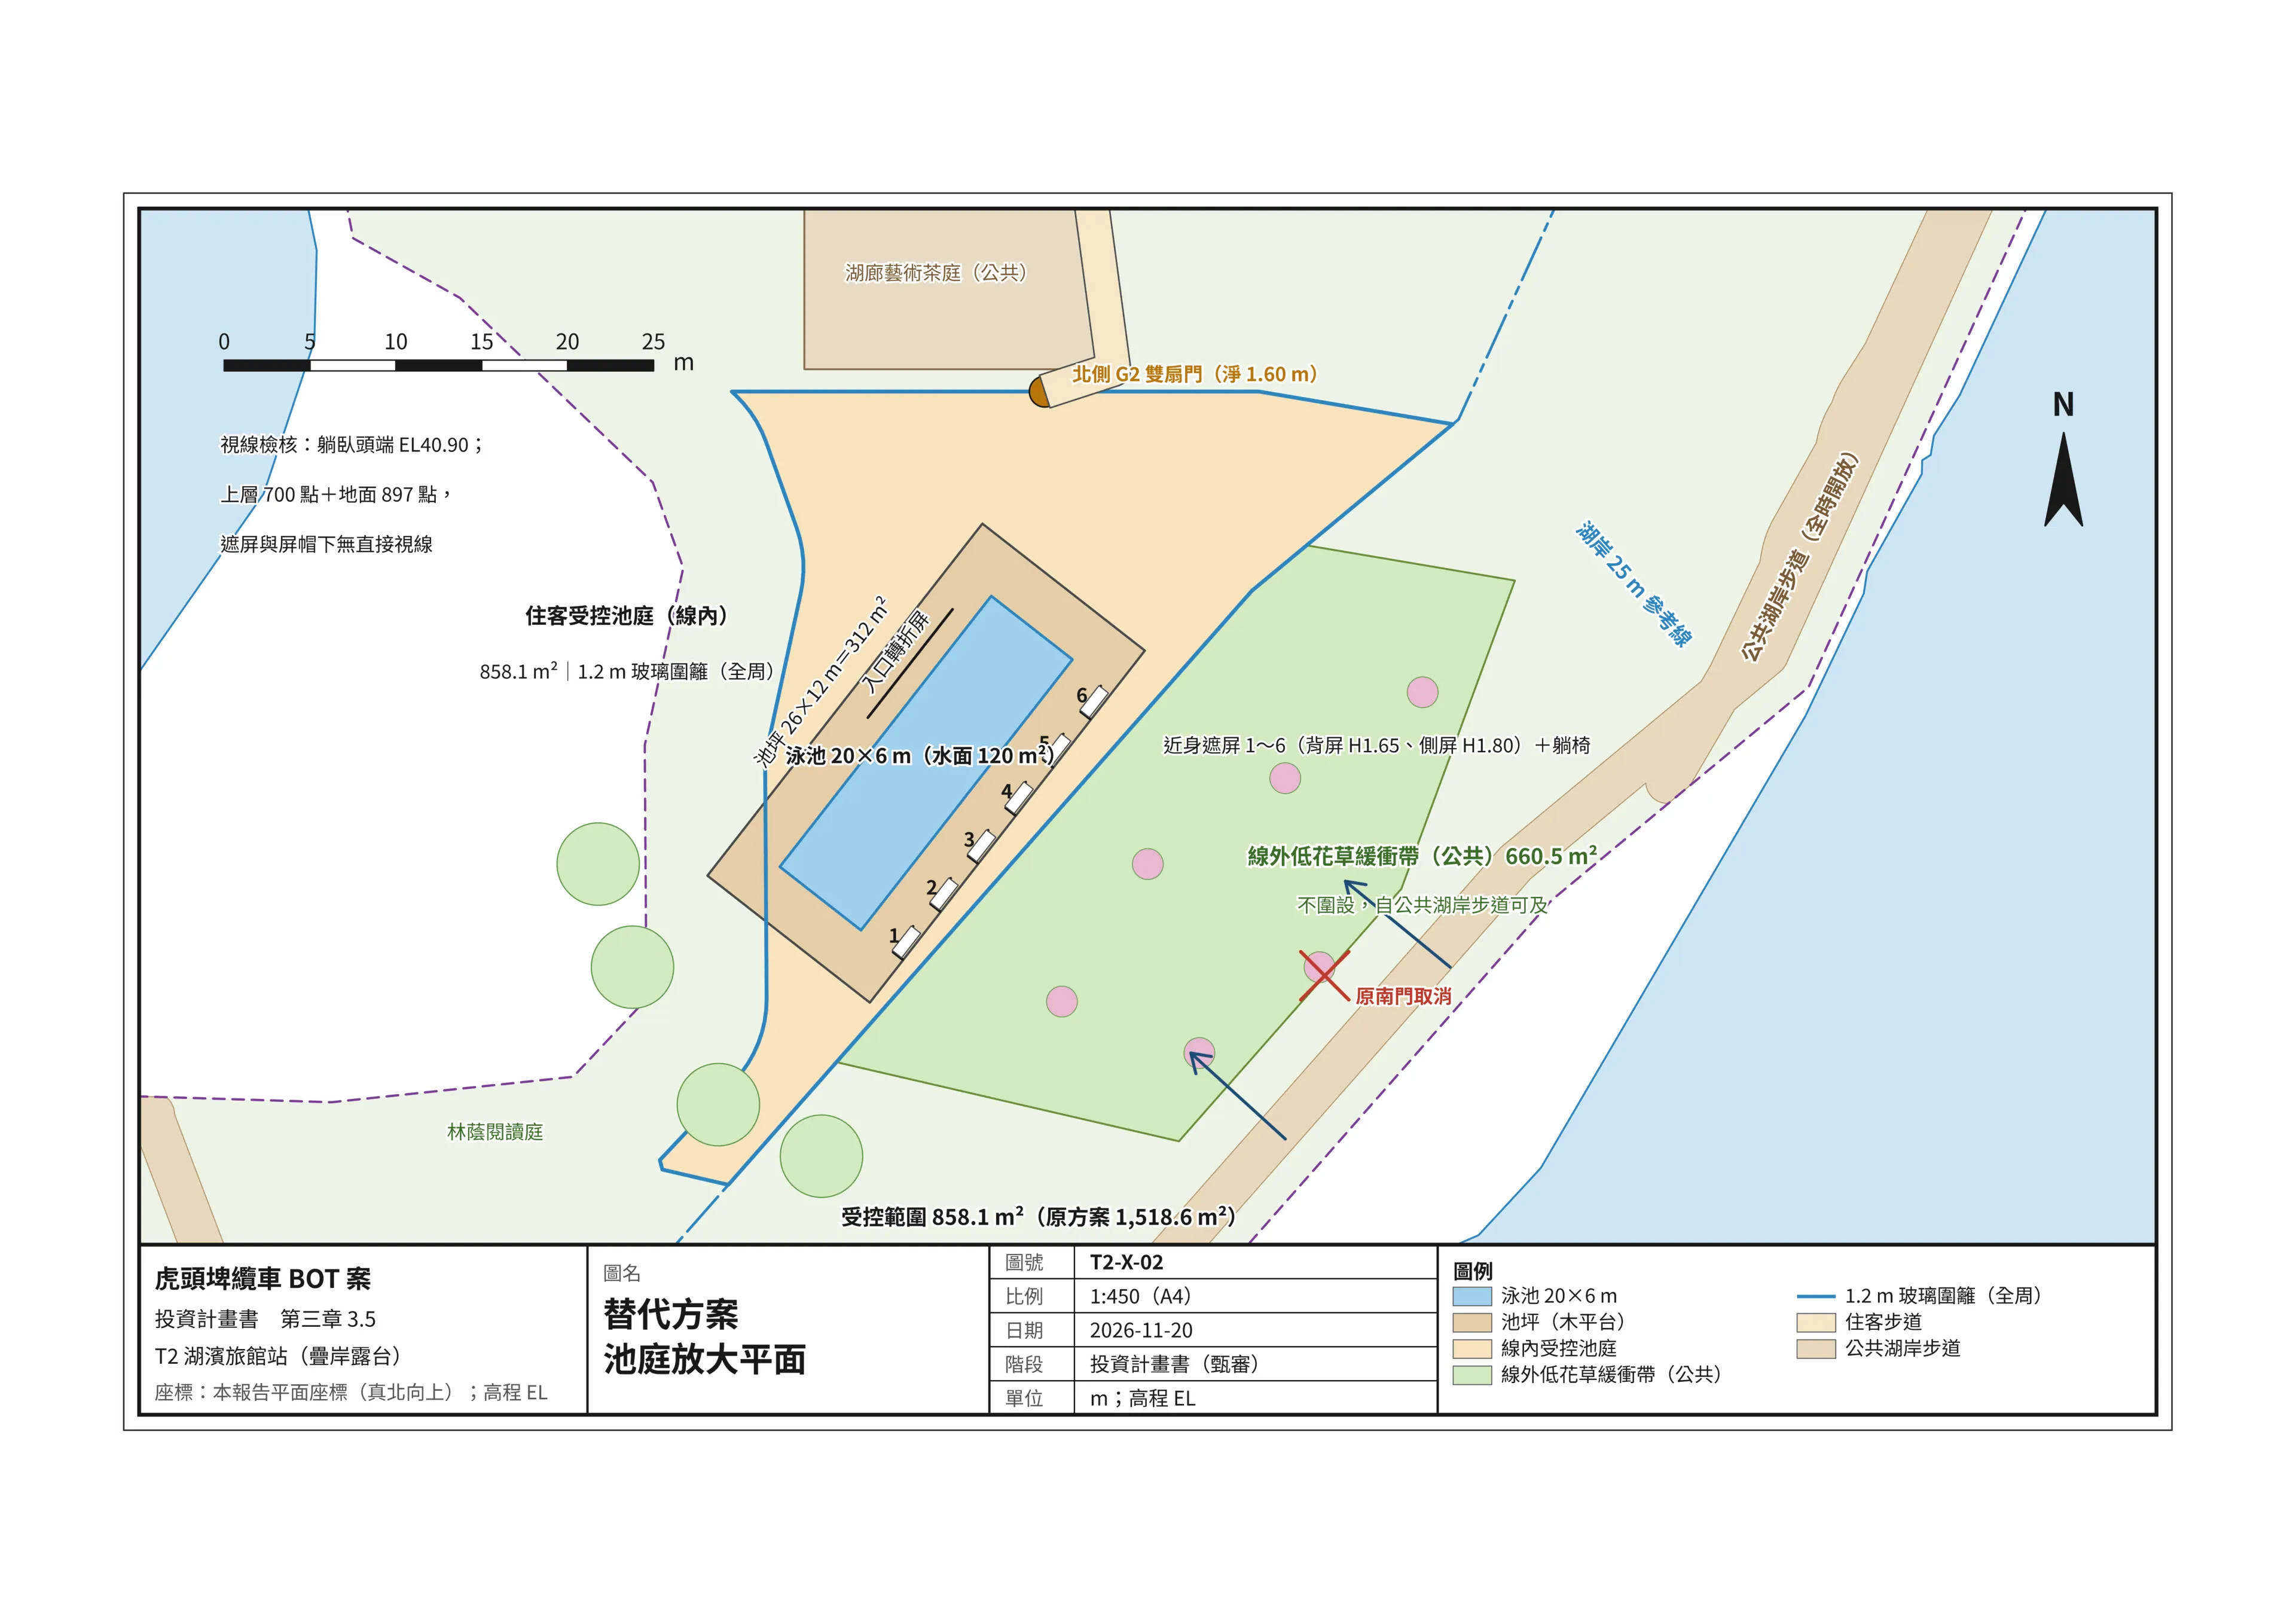 湖廊藝術茶庭（公共）
0 5 10 15 20 25 m
北側 G2 雙扇門（淨 1.60 m）
N
視線檢核：躺臥頭端 EL40.90；
上層 700 點＋地面 897 點，
遮屏與屏帽下無直接視線
湖岸 25 m 參考線
公共湖岸步道（全時開放）
住客受控池庭（線內）
858.1 m²｜1.2 m 玻璃圍籬（全周）
池坪 26×12 m＝312 m²
入口轉折屏
泳池 20×6 m（水面 120 m²）
6
5
4
3
2
1
近身遮屏 1～6（背屏 H1.65、側屏 H1.80）＋躺椅
線外低花草緩衝帶（公共）660.5 m²
不圍設，自公共湖岸步道可及
原南門取消
林蔭閱讀庭
受控範圍 858.1 m²（原方案 1,518.6 m²）
虎頭埤纜車 BOT 案
投資計畫書　第三章 3.5
T2 湖濱旅館站（疊岸露台）
座標：本報告平面座標（真北向上）；高程 EL
圖名
替代方案
池庭放大平面
圖號 T2-X-02
比例 1:450（A4）
日期 2026-11-20
階段 投資計畫書（甄審）
單位 m；高程 EL
圖例
泳池 20×6 m
池坪（木平台）
線內受控池庭
線外低花草緩衝帶（公共）
1.2 m 玻璃圍籬（全周）
住客步道
公共湖岸步道